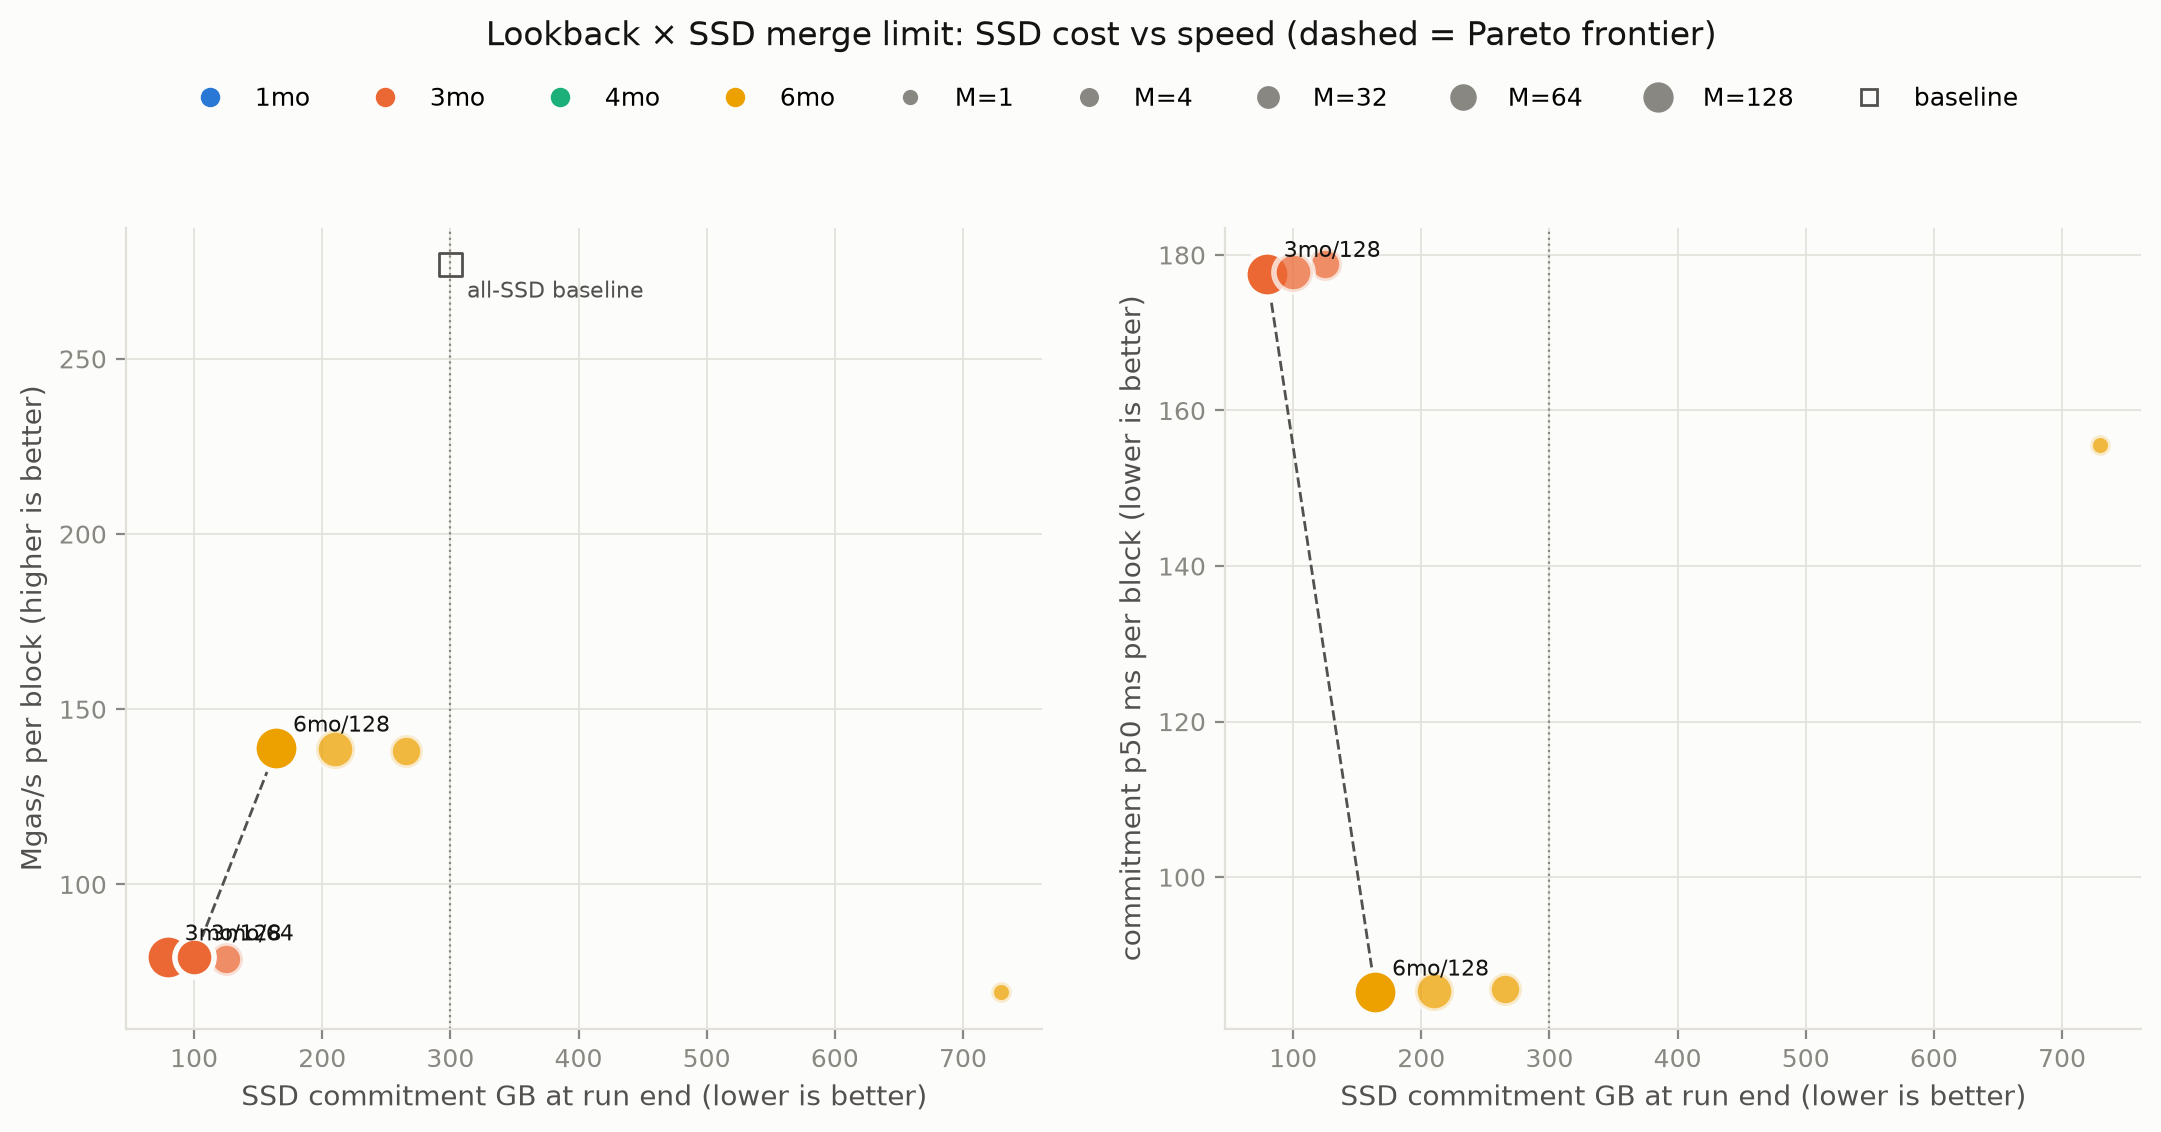 Lookback × SSD merge limit: SSD cost vs speed (dashed = Pareto frontier)
1mo 3mo 4mo 6mo M=1 M=4 M=32 M=64 M=128 baseline
Mgas/s per block (higher is better)
250
200
150
100
all-SSD baseline
6mo/128
3mo/128
3mo/64
100 200 300 400 500 600 700
SSD commitment GB at run end (lower is better)
commitment p50 ms per block (lower is better)
180
160
140
120
100
3mo/128
6mo/128
100 200 300 400 500 600 700
SSD commitment GB at run end (lower is better)